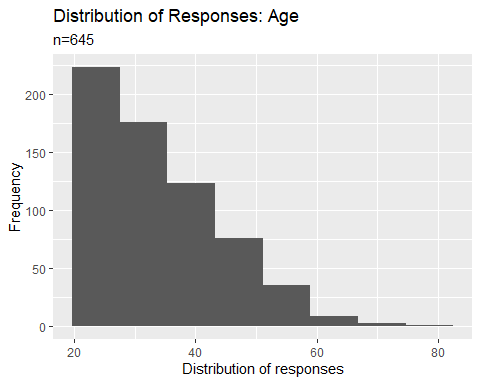 Distribution of Responses: Age
n=645
Frequency
200
150
100
50
0
20 40 60 80
Distribution of responses